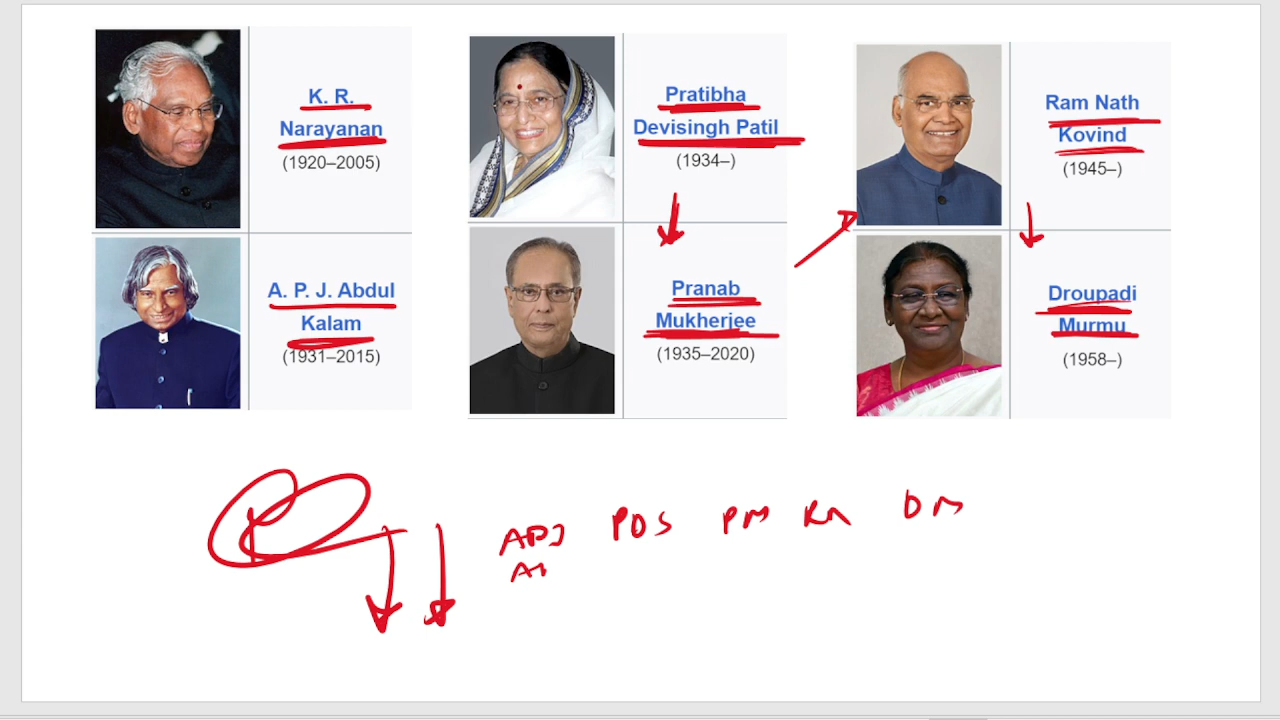 K. R.
Narayanan
(1920–2005)
A. P. J. Abdul
Kalam
(1931–2015)
Pratibha
Devisingh Patil
(1934–)
Pranab
Mukherjee
(1935–2020)
Ram Nath
Kovind
(1945–)
Droupadi
Murmu
(1958–)
APJ PDS PM RN DM